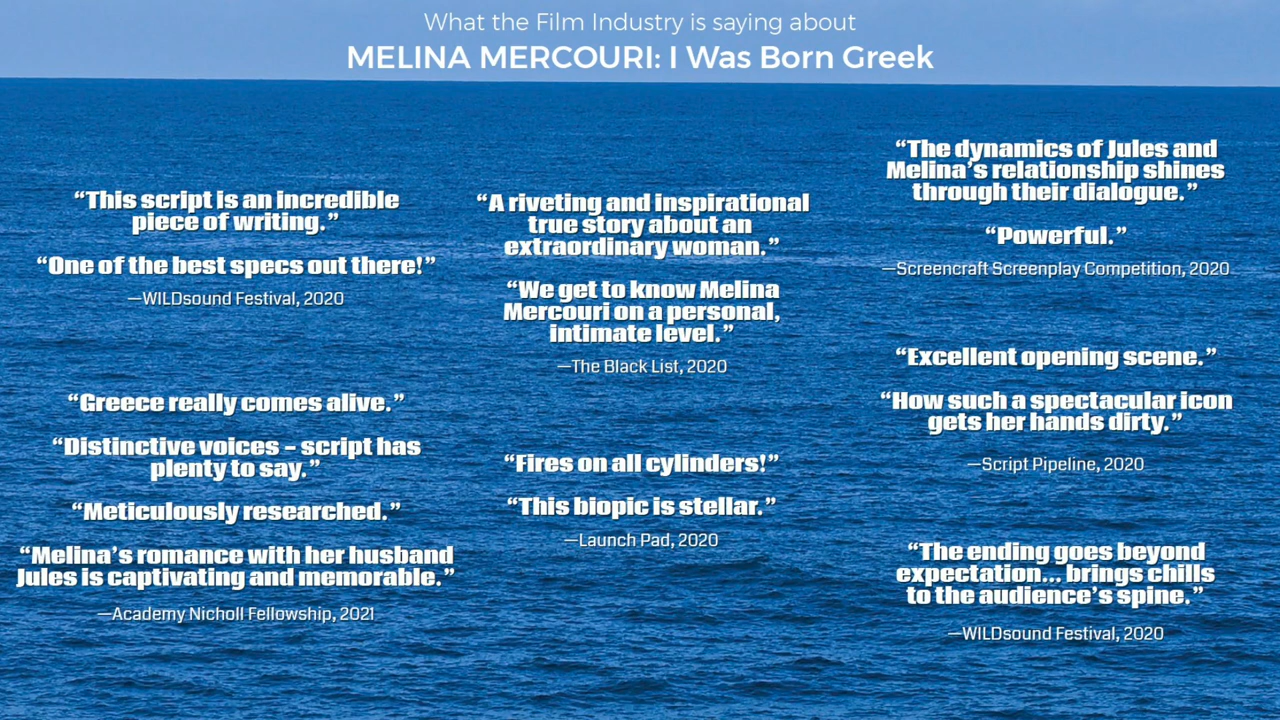 What the Film Industry is saying about
MELINA MERCOURI: I Was Born Greek
“This script is an incredible
piece of writing.”
“One of the best specs out there!”
—WILDsound Festival, 2020
“Greece really comes alive.”
“Distinctive voices – script has
plenty to say.”
“Meticulously researched.”
“Melina’s romance with her husband
Jules is captivating and memorable.”
—Academy Nicholl Fellowship, 2021
“A riveting and inspirational
true story about an
extraordinary woman.”
“We get to know Melina
Mercouri on a personal,
intimate level.”
—The Black List, 2020
“Fires on all cylinders!”
“This biopic is stellar.”
—Launch Pad, 2020
“The dynamics of Jules and
Melina’s relationship shines
through their dialogue.”
“Powerful.”
—Screencraft Screenplay Competition, 2020
“Excellent opening scene.”
“How such a spectacular icon
gets her hands dirty.”
—Script Pipeline, 2020
“The ending goes beyond
expectation... brings chills
to the audience’s spine.”
—WILDsound Festival, 2020